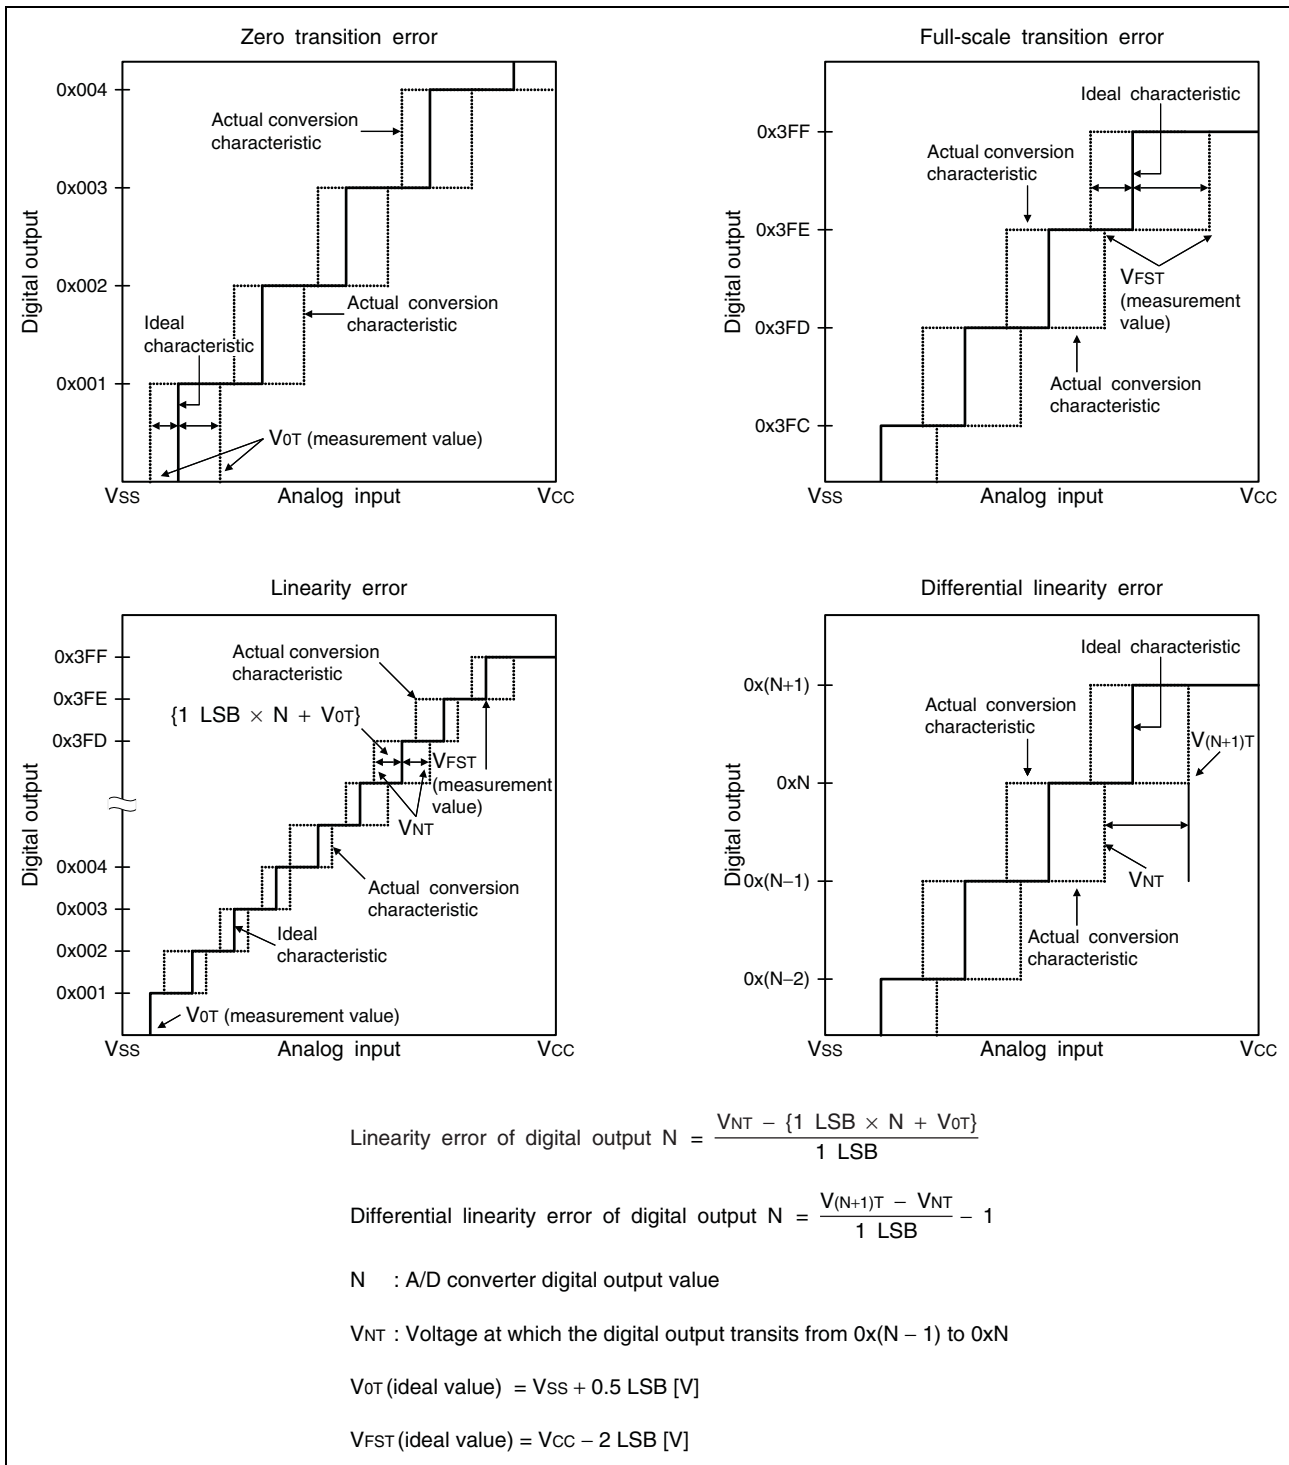 Zero transition error
0x004
0x003
0x002
0x001
Digital output
Actual conversion
characteristic
Actual conversion
characteristic
Ideal
characteristic
V0T (measurement value)
VSS
Analog input
VCC
Full-scale transition error
0x3FF
0x3FE
0x3FD
0x3FC
Digital output
Ideal characteristic
Actual conversion
characteristic
VFST
(measurement
value)
Actual conversion
characteristic
VSS
Analog input
VCC
Linearity error
0x3FF
0x3FE
0x3FD
0x004
0x003
0x002
0x001
Digital output
Actual conversion
characteristic
{1 LSB × N + V0T}
VFST
(measurement
value)
VNT
Actual conversion
characteristic
Ideal
characteristic
V0T (measurement value)
VSS
Analog input
VCC
Differential linearity error
0x(N+1)
0xN
0x(N−1)
0x(N−2)
Digital output
Ideal characteristic
Actual conversion
characteristic
V(N+1)T
VNT
Actual conversion
characteristic
VSS
Analog input
VCC
Linearity error of digital output N = VNT − {1 LSB × N + V0T} / 1 LSB
Differential linearity error of digital output N = V(N+1)T − VNT / 1 LSB − 1
N : A/D converter digital output value
VNT : Voltage at which the digital output transits from 0x(N − 1) to 0xN
V0T (ideal value) = VSS + 0.5 LSB [V]
VFST (ideal value) = VCC − 2 LSB [V]